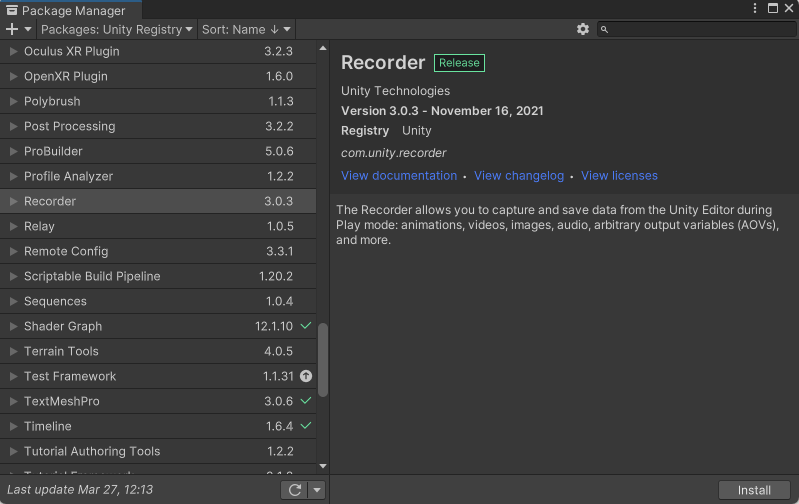 Package Manager
Packages: Unity Registry Sort: Name ↓
Oculus XR Plugin 3.2.3
OpenXR Plugin 1.6.0
Polybrush 1.1.3
Post Processing 3.2.2
ProBuilder 5.0.6
Profile Analyzer 1.2.2
Recorder 3.0.3
Relay 1.0.5
Remote Config 3.3.1
Scriptable Build Pipeline 1.20.2
Sequences 1.0.4
Shader Graph 12.1.10
Terrain Tools 4.0.5
Test Framework 1.1.31
TextMeshPro 3.0.6
Timeline 1.6.4
Tutorial Authoring Tools 1.2.2
Last update Mar 27, 12:13
Recorder Release
Unity Technologies
Version 3.0.3 - November 16, 2021
Registry Unity
com.unity.recorder
View documentation • View changelog • View licenses
The Recorder allows you to capture and save data from the Unity Editor during
Play mode: animations, videos, images, audio, arbitrary output variables (AOVs),
and more.
Install